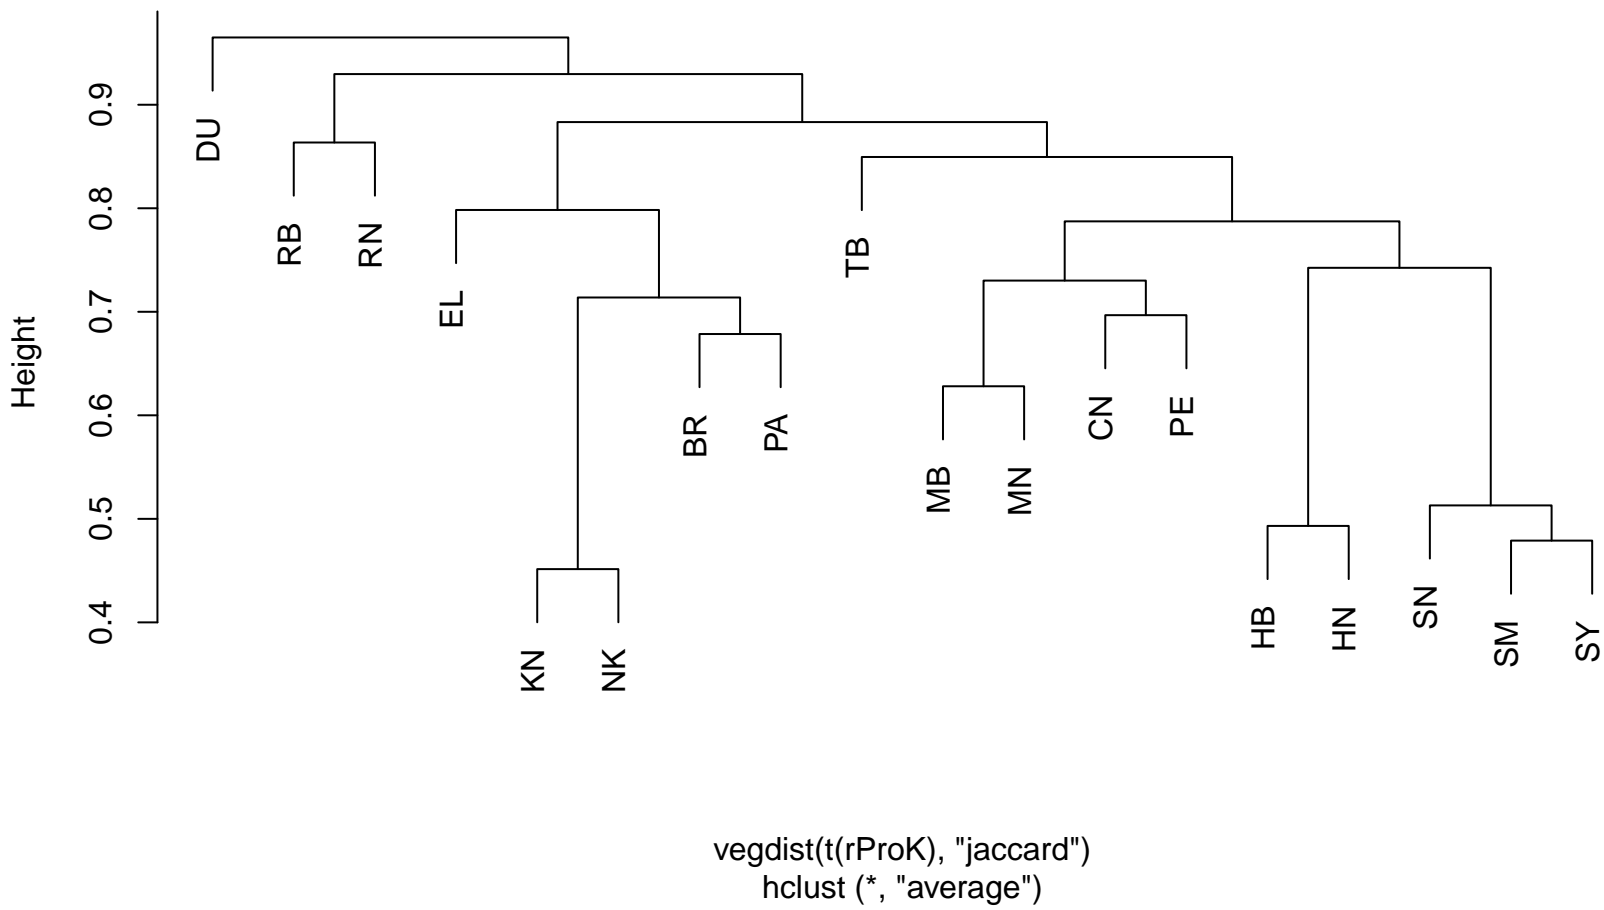 Height
0.9
0.8
0.7
0.6
0.5
0.4
DU
RB
RN
EL
KN
NK
BR
PA
TB
MB
MN
CN
PE
HB
HN
SN
SM
SY
vegdist(t(rProK), "jaccard")
hclust (*, "average")